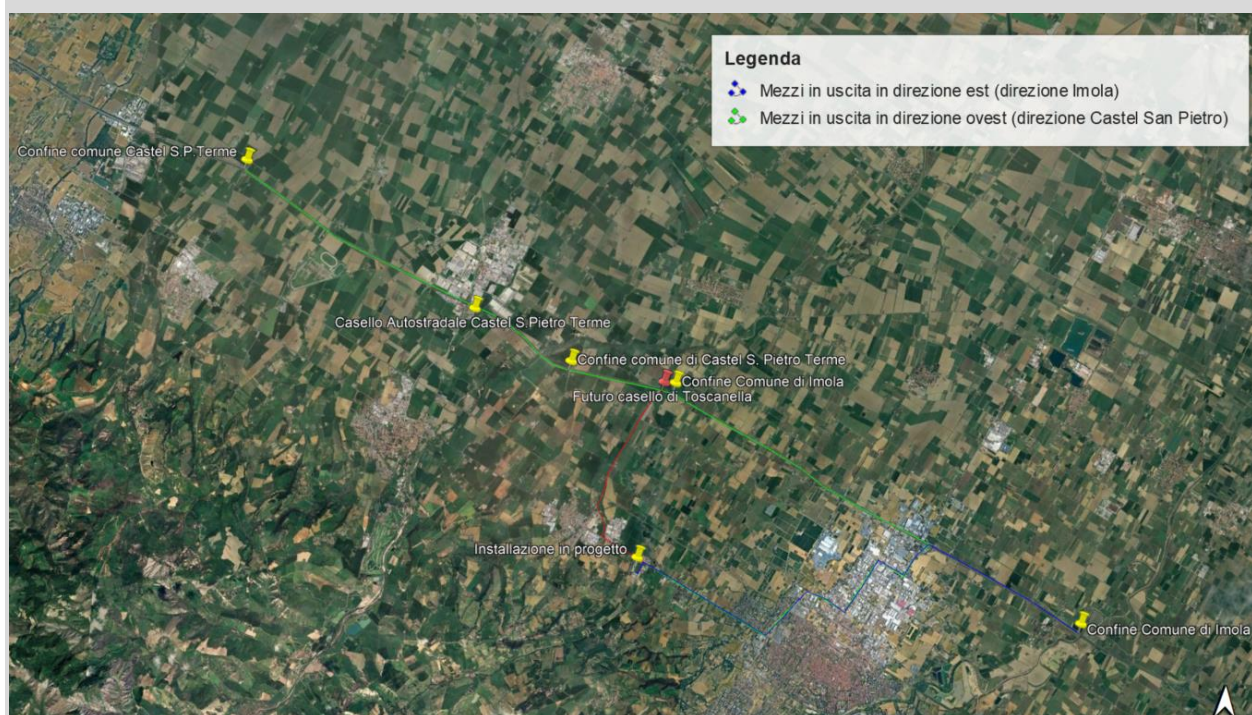 Legenda
Mezzi in uscita in direzione est (direzione Imola)
Mezzi in uscita in direzione ovest (direzione Castel San Pietro)
Confine comune Castel S.P.Terme
Casello Autostradale Castel S.Pietro Terme
Confine comune di Castel S. Pietro Terme
Confine Comune di Imola
Futuro casello di Toscanella
Installazione in progetto
Confine Comune di Imola